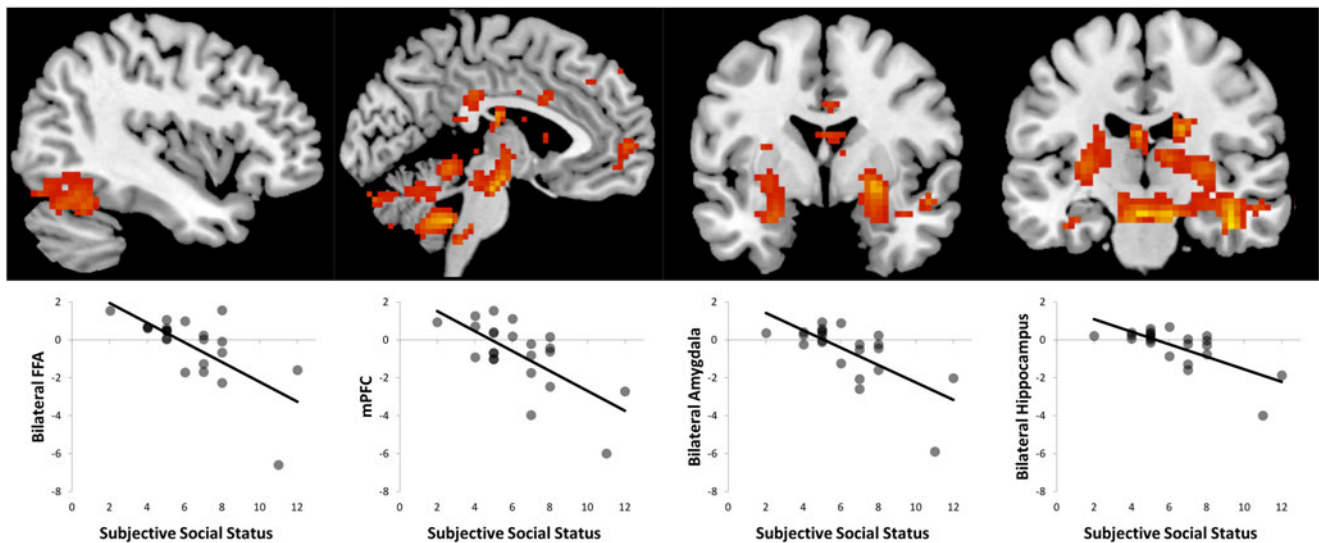 Bilateral FFA
2
0
-2
-4
-6
-8
0 2 4 6 8 10 12
Subjective Social Status
mPFC
2
0
-2
-4
-6
-8
0 2 4 6 8 10 12
Subjective Social Status
Bilateral Amygdala
2
0
-2
-4
-6
-8
0 2 4 6 8 10 12
Subjective Social Status
Bilateral Hippocampus
2
0
-2
-4
-6
-8
0 2 4 6 8 10 12
Subjective Social Status